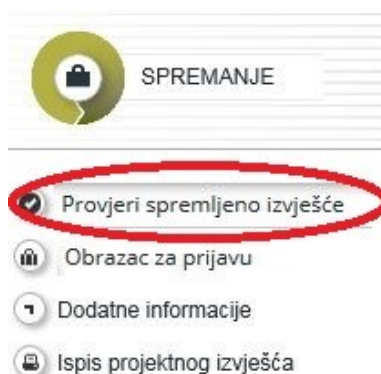 SPREMANJE
Provjeri spremljeno izvješće
Obrazac za prijavu
Dodatne informacije
Ispis projektnog izvješća